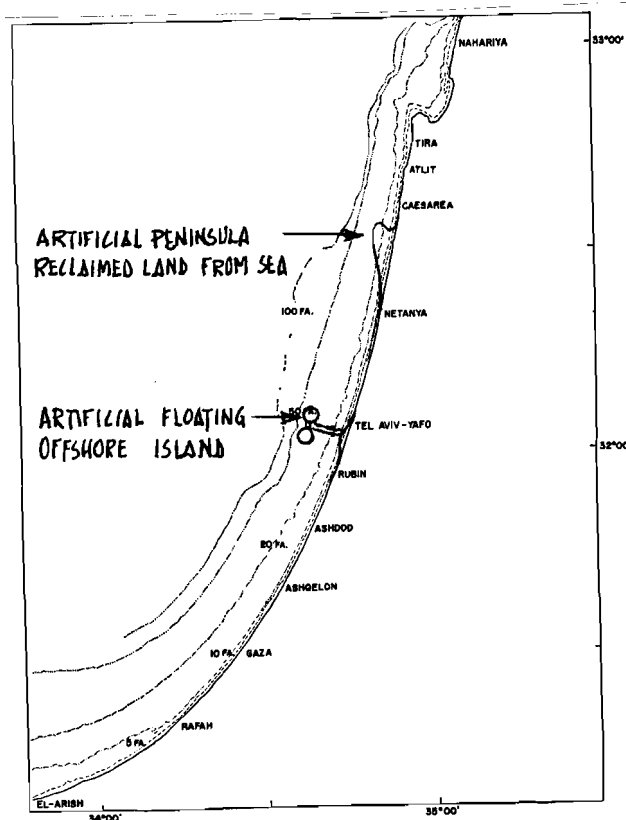 NAHARIYA
33°00'
TIRA
ATLIT
CAESAREA
ARTIFICIAL PENINSULA
RECLAIMED LAND FROM SEA
100 FA.
NETANYA
ARTIFICIAL FLOATING
OFFSHORE ISLAND
TEL AVIV-YAFO
32°00'
RUBIN
ASHDOD
20 FA.
ASHQELON
10 FA.
GAZA
RAFAH
5 FA.
EL-ARISH
34°00'
35°00'